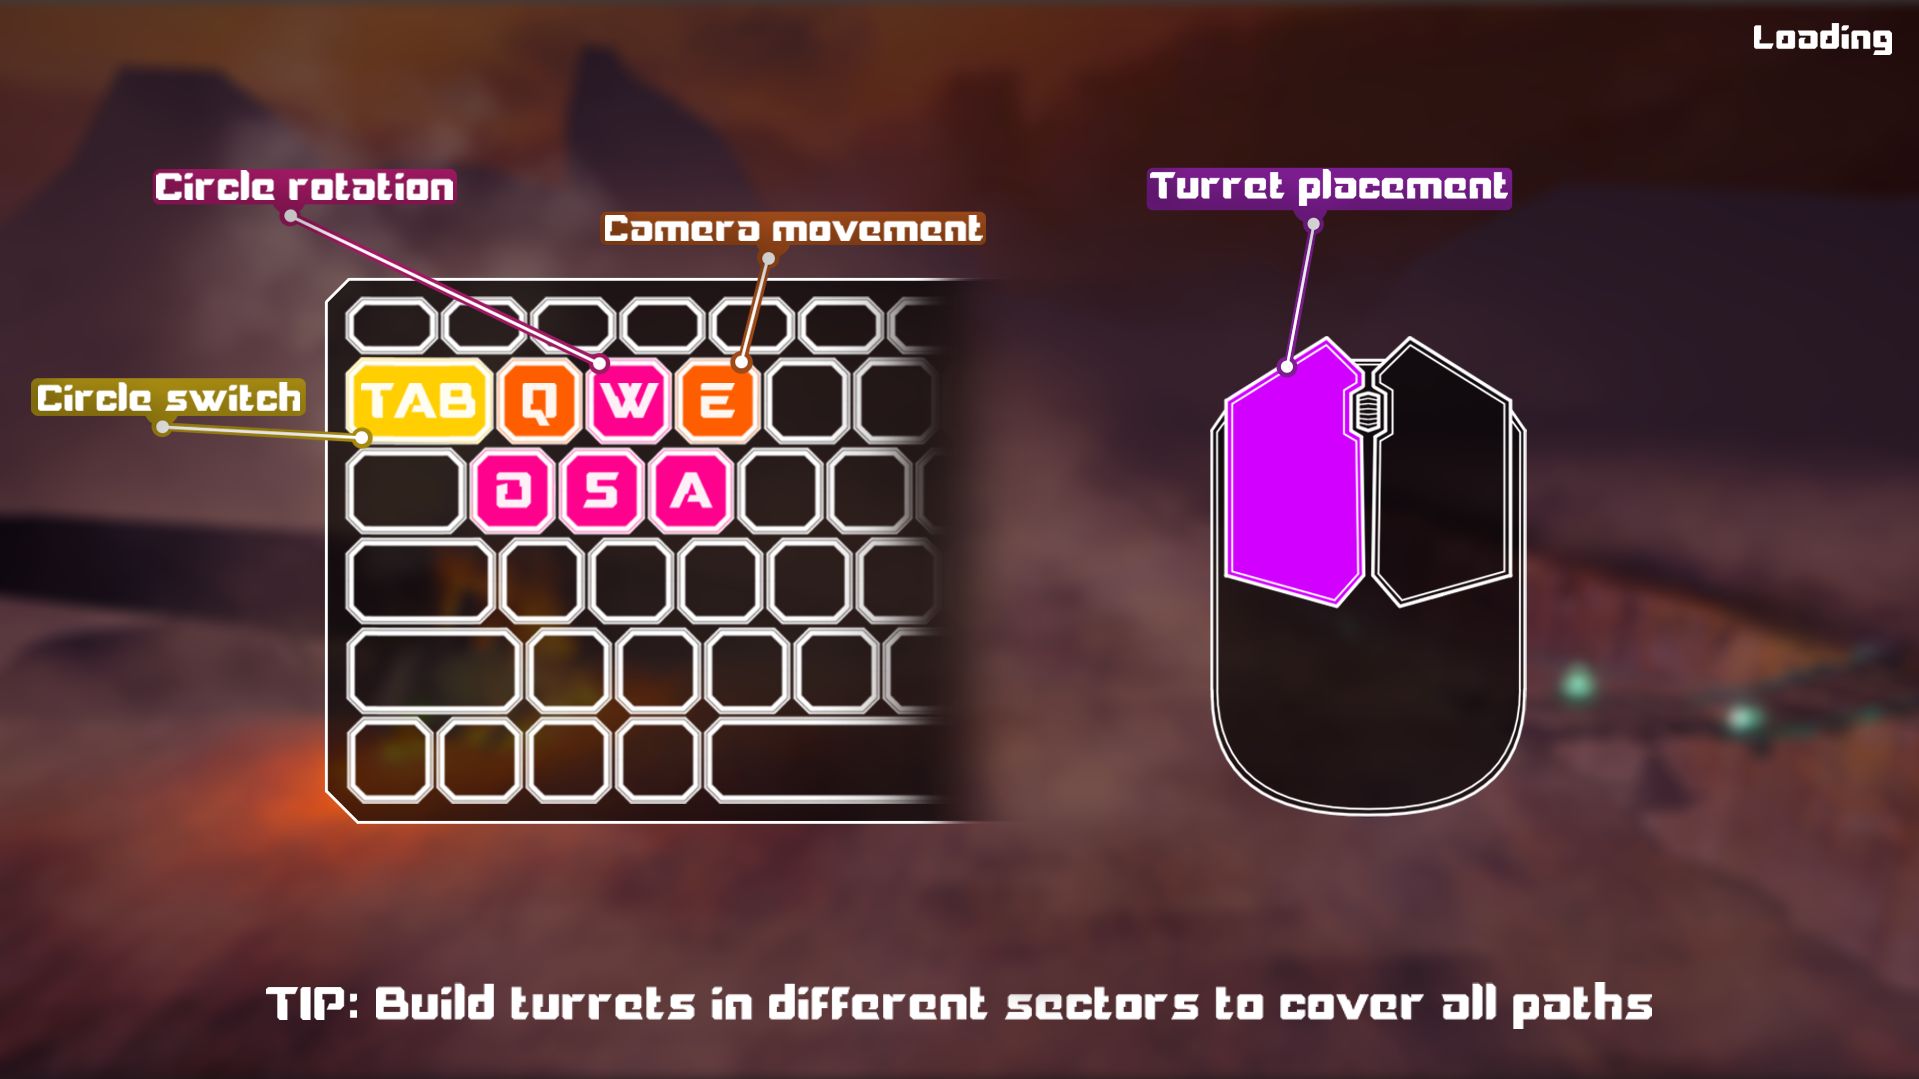 Loading
Circle rotation
Turret placement
Camera movement
Circle switch
TAB Q W E
D S A
TIP: Build turrets in different sectors to cover all paths